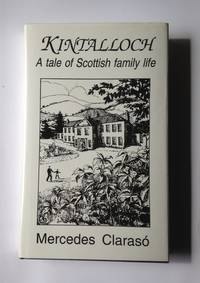 KINTALLOCH
A tale of Scottish family life
Mercedes Clarasó